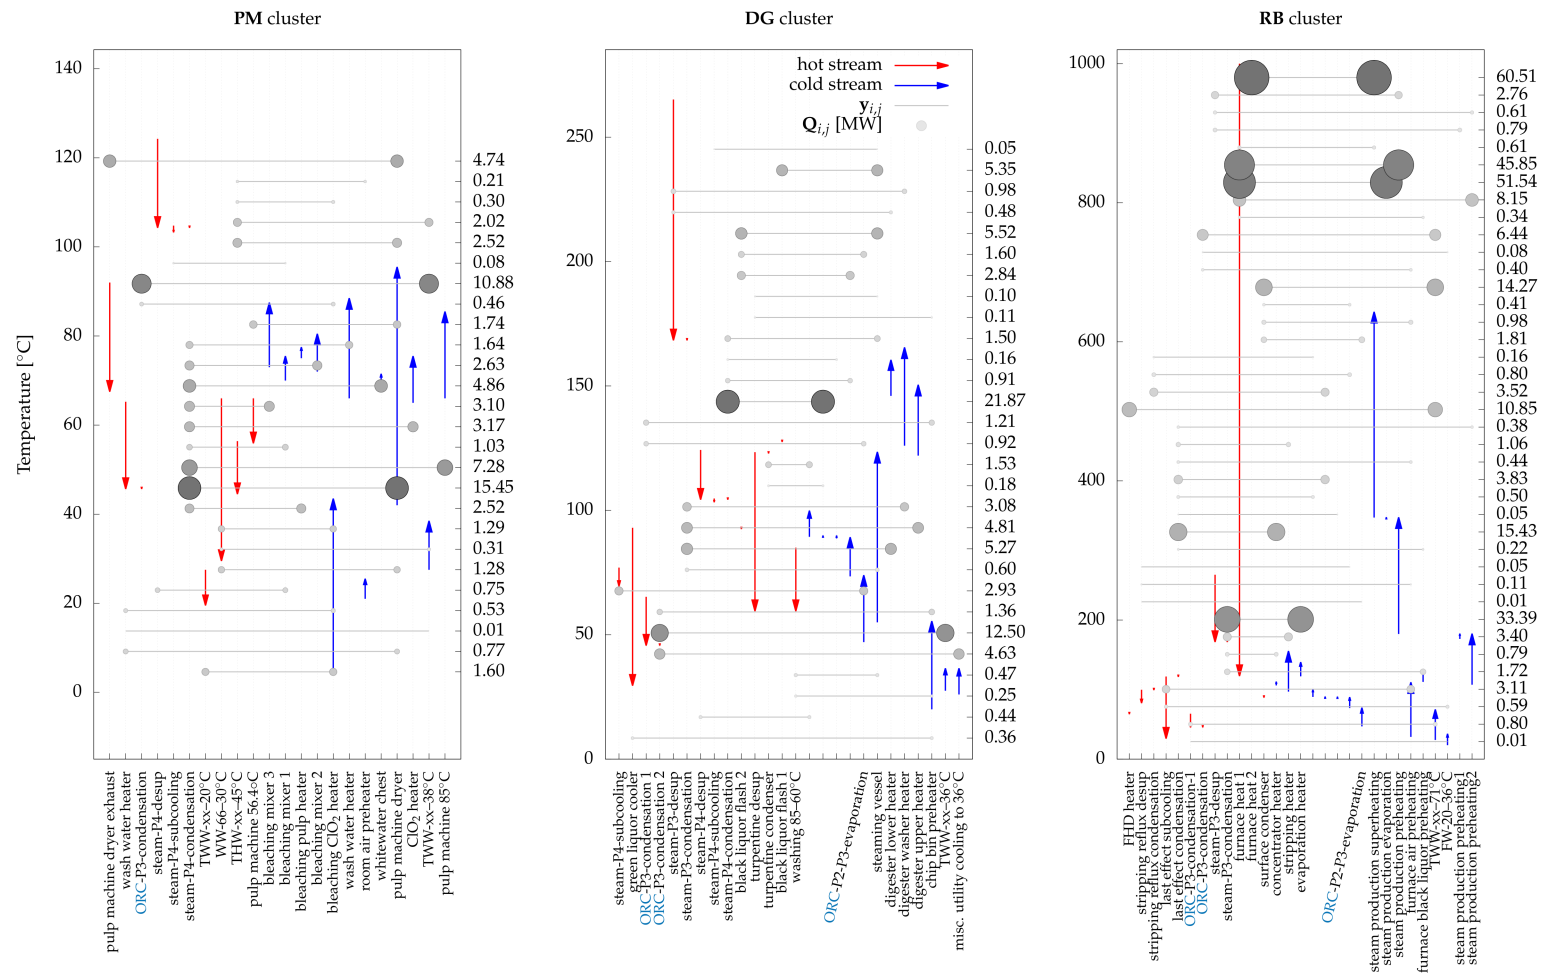 PM cluster
DG cluster
RB cluster
Temperature [°C]
140
120
100
80
60
40
20
0
4.74
0.21
0.30
2.02
2.52
0.08
10.88
0.46
1.74
1.64
2.63
4.86
3.10
3.17
1.03
7.28
15.45
2.52
1.29
0.31
1.28
0.75
0.53
0.01
0.77
1.60
pulp machine dryer exhaust
wash water heater
ORC-P3-condensation
steam-P4-desup
steam-P4-subcooling
steam-P4-condensation
TWW-xx–20°C
WW-66–30°C
THW-xx–45°C
pulp machine 56.4oC
bleaching mixer 3
bleaching mixer 1
bleaching pulp heater
bleaching mixer 2
bleaching ClO2 heater
wash water heater
room air preheater
whitewater chest
pulp machine dryer
ClO2 heater
TWW-xx–38°C
pulp machine 85°C
hot stream
cold stream
y i,j
Q i,j [MW]
250
200
150
100
50
0
0.05
5.35
0.98
0.48
5.52
1.60
2.84
0.10
0.11
1.50
0.16
0.91
21.87
1.21
0.92
1.53
0.18
3.08
4.81
5.27
0.60
2.93
1.36
12.50
4.63
0.47
0.25
0.44
0.36
steam-P4-subcooling
green liquor cooler
ORC-P3-condensation 1
ORC-P3-condensation 2
steam-P3-desup
steam-P3-condensation
steam-P4-desup
steam-P4-subcooling
steam-P4-condensation
black liquor flash 2
turpentine desup
turpentine condenser
black liquor flash 1
washing 85–60°C
ORC-P2-P3-evaporation
steaming vessel
digester lower heater
digester washer heater
digester upper heater
chip bin preheater
TWW-xx–36°C
misc. utility cooling to 36°C
1000
800
600
400
200
0
60.51
2.76
0.61
0.79
0.61
45.85
51.54
8.15
0.34
6.44
0.08
0.40
14.27
0.41
0.98
1.81
0.16
0.80
3.52
10.85
0.38
1.06
0.44
3.83
0.50
0.05
15.43
0.22
0.05
0.11
0.01
33.39
3.40
0.79
1.72
3.11
0.59
0.80
0.01
FHD heater
stripping reflux desup
stripping reflux condensation
last effect subcooling
last effect condensation
ORC-P3-condensation-1
ORC-P3-condensation
steam-P3-desup
steam-P3-condensation
furnace heat 1
furnace heat 2
surface condenser
concentrator heater
stripping heater
evaporation heater
ORC-P2-P3-evaporation
steam production superheating
steam production evaporation
steam production preheating
furnace air preheating
furnace black liquor preheating
TWW-xx–71°C
FW-20–36°C
steam production preheating1
steam production preheating2